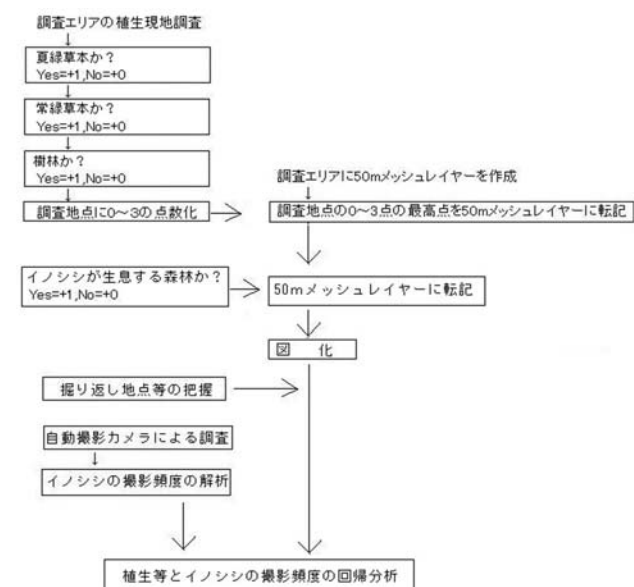 調査エリアの植生現地調査
夏緑草本か？
Yes=+1,No=+0
常緑草本か？
Yes=+1,No=+0
樹林か？
Yes=+1,No=+0
調査地点に0～3の点数化
調査エリアに50mメッシュレイヤーを作成
調査地点の0～3点の最高点を50mメッシュレイヤーに転記
イノシシが生息する森林か？
Yes=+1,No=+0
50mメッシュレイヤーに転記
図　化
掘り返し地点等の把握
自動撮影カメラによる調査
イノシシの撮影頻度の解析
植生等とイノシシの撮影頻度の回帰分析